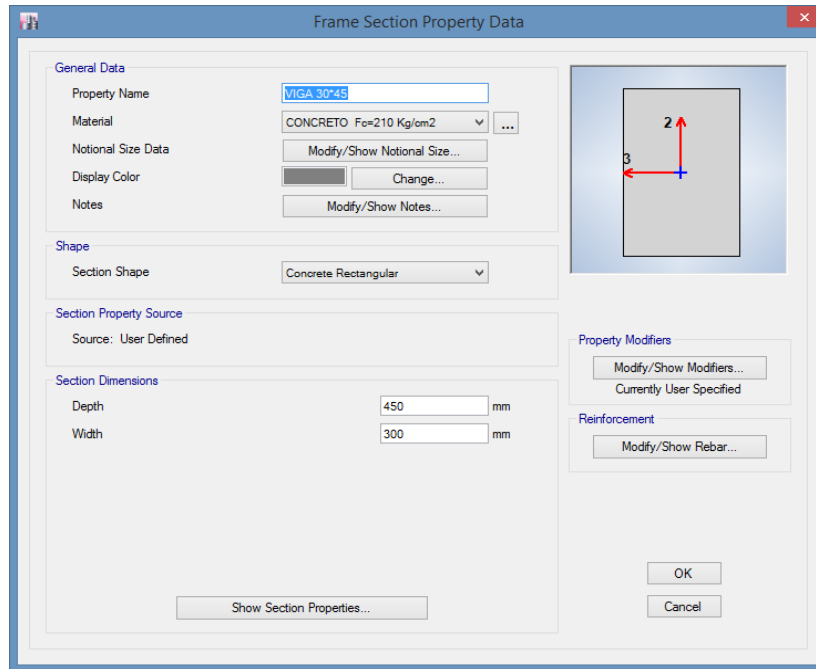 Frame Section Property Data
General Data
Property Name VIGA 30*45
Material CONCRETO Fc=210 Kg/cm2 ...
Notional Size Data Modify/Show Notional Size...
Display Color Change...
Notes Modify/Show Notes...
Shape
Section Shape Concrete Rectangular
Section Property Source
Source: User Defined
Section Dimensions
Depth 450 mm
Width 300 mm
Show Section Properties...
2
3
Property Modifiers
Modify/Show Modifiers...
Currently User Specified
Reinforcement
Modify/Show Rebar...
OK
Cancel